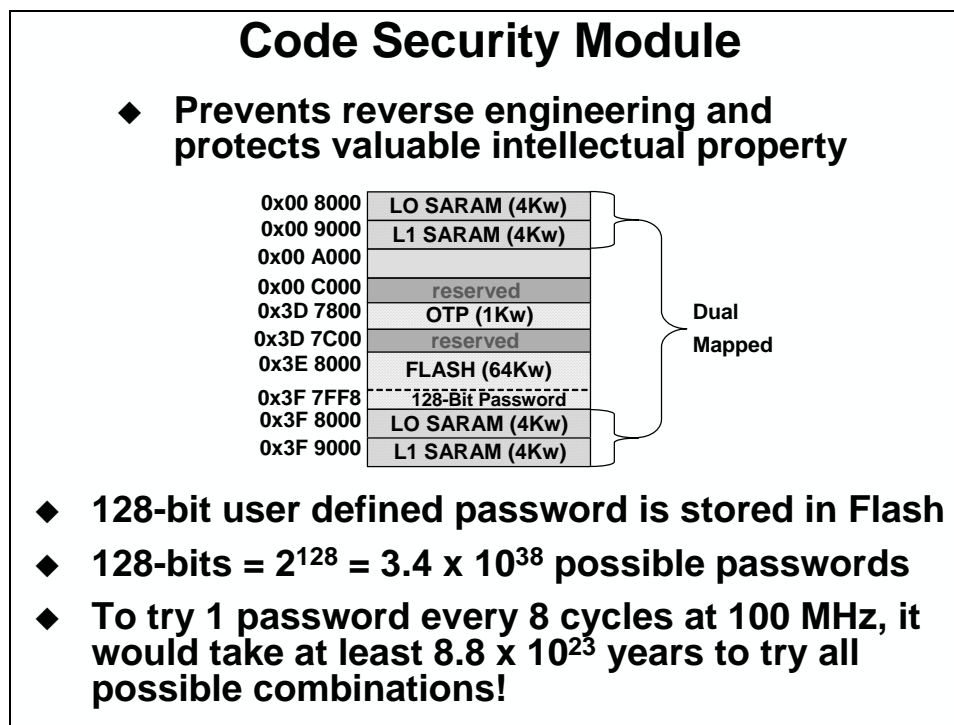 Code Security Module
◆ Prevents reverse engineering and
protects valuable intellectual property
0x00 8000 LO SARAM (4Kw)
0x00 9000 L1 SARAM (4Kw)
0x00 A000
0x00 C000 reserved
0x3D 7800 OTP (1Kw)
0x3D 7C00 reserved
0x3E 8000 FLASH (64Kw)
0x3F 7FF8 128-Bit Password
0x3F 8000 LO SARAM (4Kw)
0x3F 9000 L1 SARAM (4Kw)
Dual
Mapped
◆ 128-bit user defined password is stored in Flash
◆ 128-bits = 2¹²⁸ = 3.4 x 10³⁸ possible passwords
◆ To try 1 password every 8 cycles at 100 MHz, it
would take at least 8.8 x 10²³ years to try all
possible combinations!